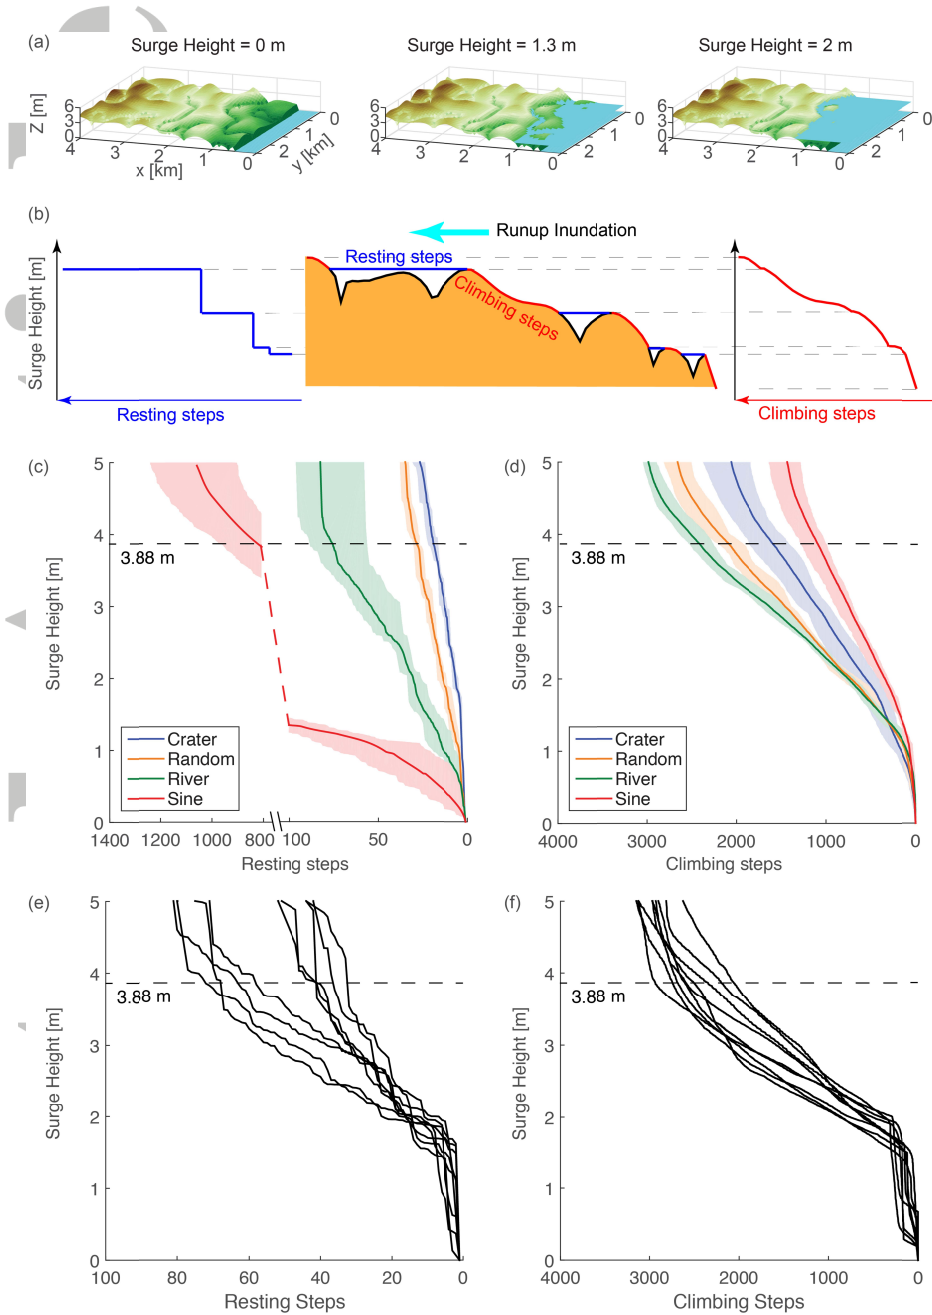 (a)
Surge Height = 0 m
Surge Height = 1.3 m
Surge Height = 2 m
Z [m]
6
3
0
4
3
2
1
0
x [km]
2
1
0
y [km]
6
3
0
4
3
2
1
0
2
1
0
6
3
0
4
3
2
1
0
2
1
0
(b)
Runup Inundation
Surge Height [m]
Resting steps
Resting steps
Climbing steps
Surge Height [m]
Climbing steps
(c)
Surge Height [m]
5
4
3
2
1
0
3.88 m
Crater
Random
River
Sine
1400 1200 1000 800 100 50 0
Resting steps
(d)
Surge Height [m]
5
4
3
2
1
0
3.88 m
Crater
Random
River
Sine
4000 3000 2000 1000 0
Climbing steps
(e)
Surge Height [m]
5
4
3
2
1
0
3.88 m
100 80 60 40 20 0
Resting Steps
(f)
Surge Height [m]
5
4
3
2
1
0
3.88 m
4000 3000 2000 1000 0
Climbing Steps